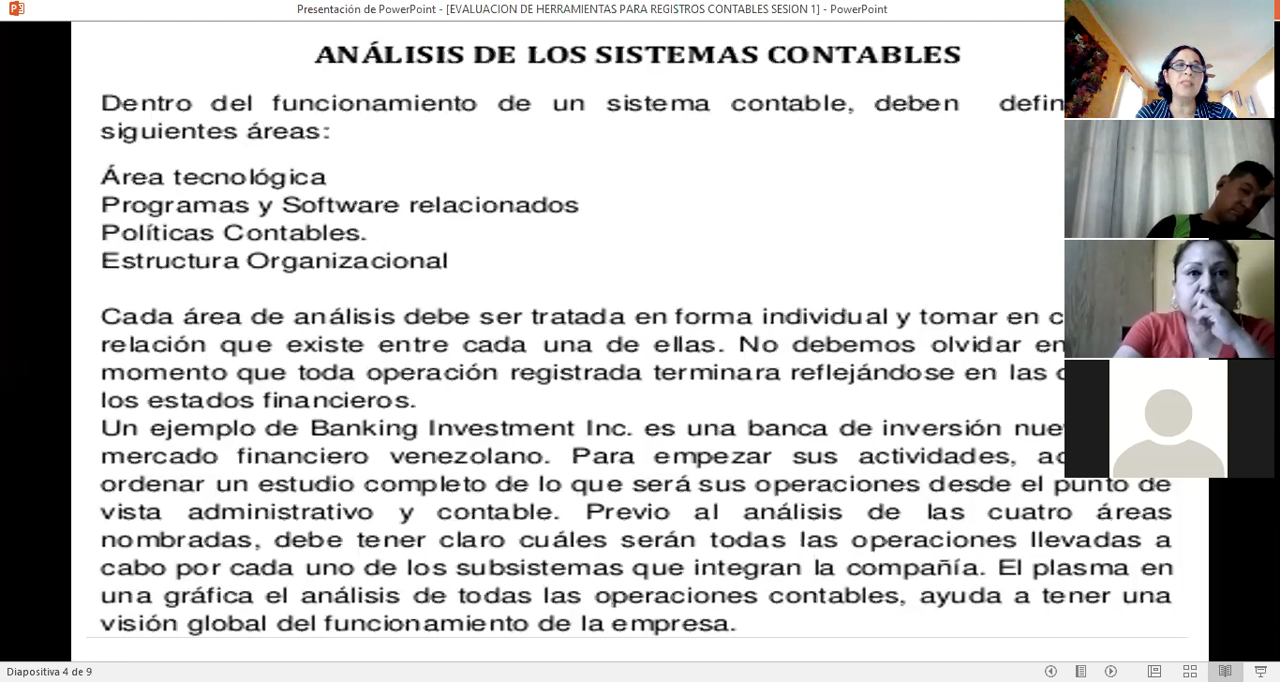 Presentación de PowerPoint - [EVALUACION DE HERRAMIENTAS PARA REGISTROS CONTABLES SESION 1] - PowerPoint
ANÁLISIS DE LOS SISTEMAS CONTABLES
Dentro del funcionamiento de un sistema contable, deben
siguientes áreas:
Área tecnológica
Programas y Software relacionados
Políticas Contables.
Estructura Organizacional
Cada área de análisis debe ser tratada en forma individual y tomar en
relación que existe entre cada una de ellas. No debemos olvidar
momento que toda operación registrada terminara reflejándose en las
los estados financieros.
Un ejemplo de Banking Investment Inc. es una banca de inversión
mercado financiero venezolano. Para empezar sus actividades,
ordenar un estudio completo de lo que será sus operaciones desde el punto de
vista administrativo y contable. Previo al análisis de las cuatro áreas
nombradas, debe tener claro cuáles serán todas las operaciones llevadas a
cabo por cada uno de los subsistemas que integran la compañía. El plasma en
una gráfica el análisis de todas las operaciones contables, ayuda a tener una
visión global del funcionamiento de la empresa.
Diapositiva 4 de 9